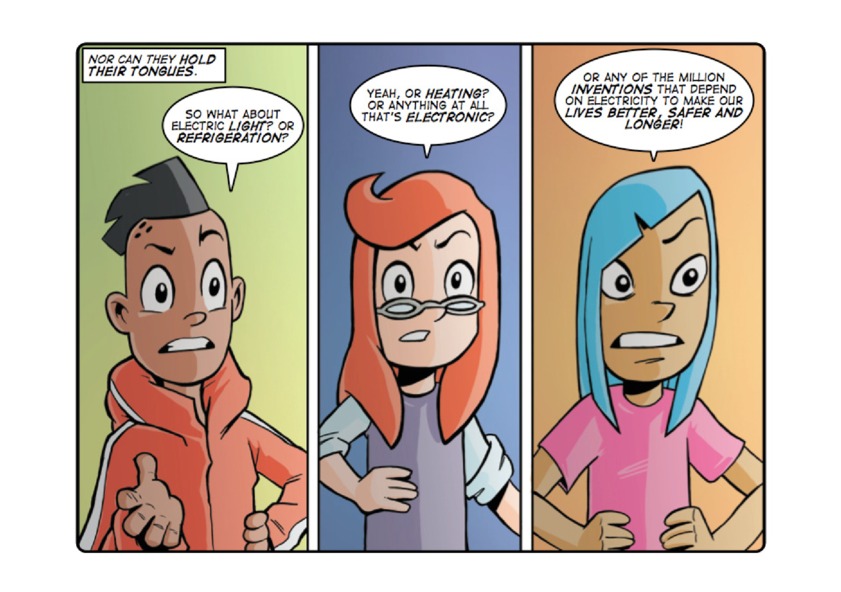 NOR CAN THEY HOLD
THEIR TONGUES.
SO WHAT ABOUT
ELECTRIC LIGHT? OR
REFRIGERATION?
YEAH, OR HEATING?
OR ANYTHING AT ALL
THAT'S ELECTRONIC?
OR ANY OF THE MILLION
INVENTIONS THAT DEPEND
ON ELECTRICITY TO MAKE OUR
LIVES BETTER, SAFER AND
LONGER!